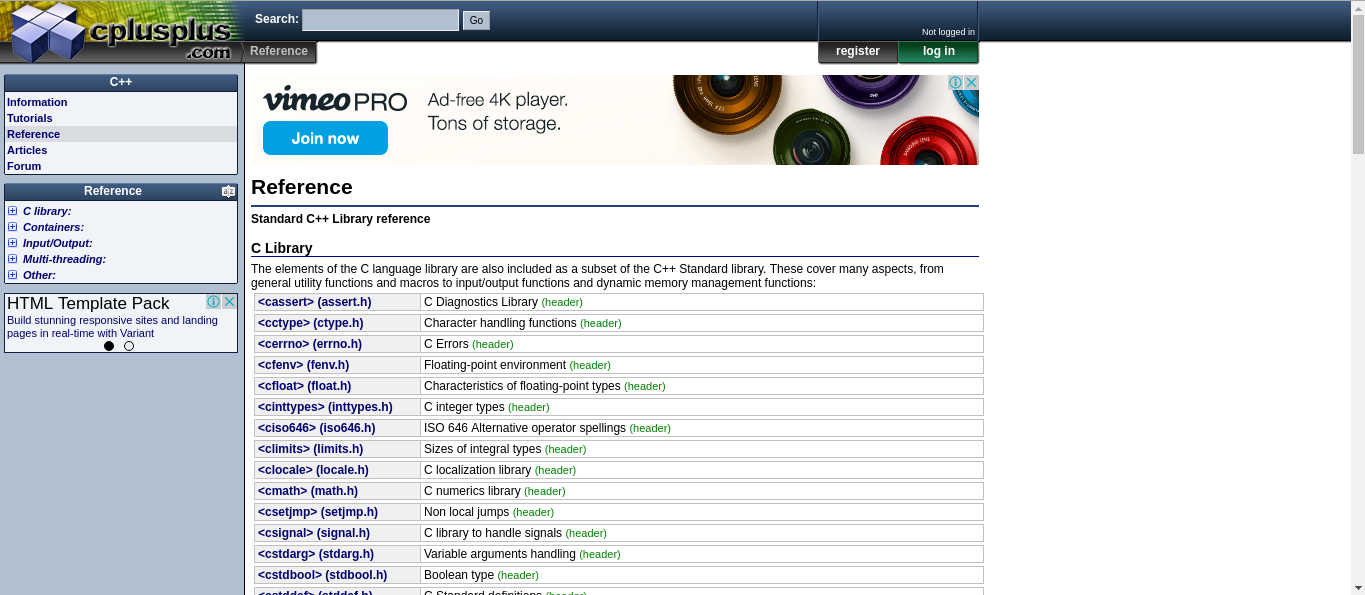 cplusplus
.com
Search:
Go
Not logged in
Reference
register
log in
C++
Information
Tutorials
Reference
Articles
Forum
Reference
C library:
Containers:
Input/Output:
Multi-threading:
Other:
HTML Template Pack
Build stunning responsive sites and landing
pages in real-time with Variant
vimeo PRO
Join now
Ad-free 4K player.
Tons of storage.
Reference
Standard C++ Library reference
C Library
The elements of the C language library are also included as a subset of the C++ Standard library. These cover many aspects, from
general utility functions and macros to input/output functions and dynamic memory management functions:
<cassert> (assert.h) C Diagnostics Library (header)
<cctype> (ctype.h) Character handling functions (header)
<cerrno> (errno.h) C Errors (header)
<cfenv> (fenv.h) Floating-point environment (header)
<cfloat> (float.h) Characteristics of floating-point types (header)
<cinttypes> (inttypes.h) C integer types (header)
<ciso646> (iso646.h) ISO 646 Alternative operator spellings (header)
<climits> (limits.h) Sizes of integral types (header)
<clocale> (locale.h) C localization library (header)
<cmath> (math.h) C numerics library (header)
<csetjmp> (setjmp.h) Non local jumps (header)
<csignal> (signal.h) C library to handle signals (header)
<cstdarg> (stdarg.h) Variable arguments handling (header)
<cstdbool> (stdbool.h) Boolean type (header)
<cstddef> (stddef.h) C Standard definitions (header)